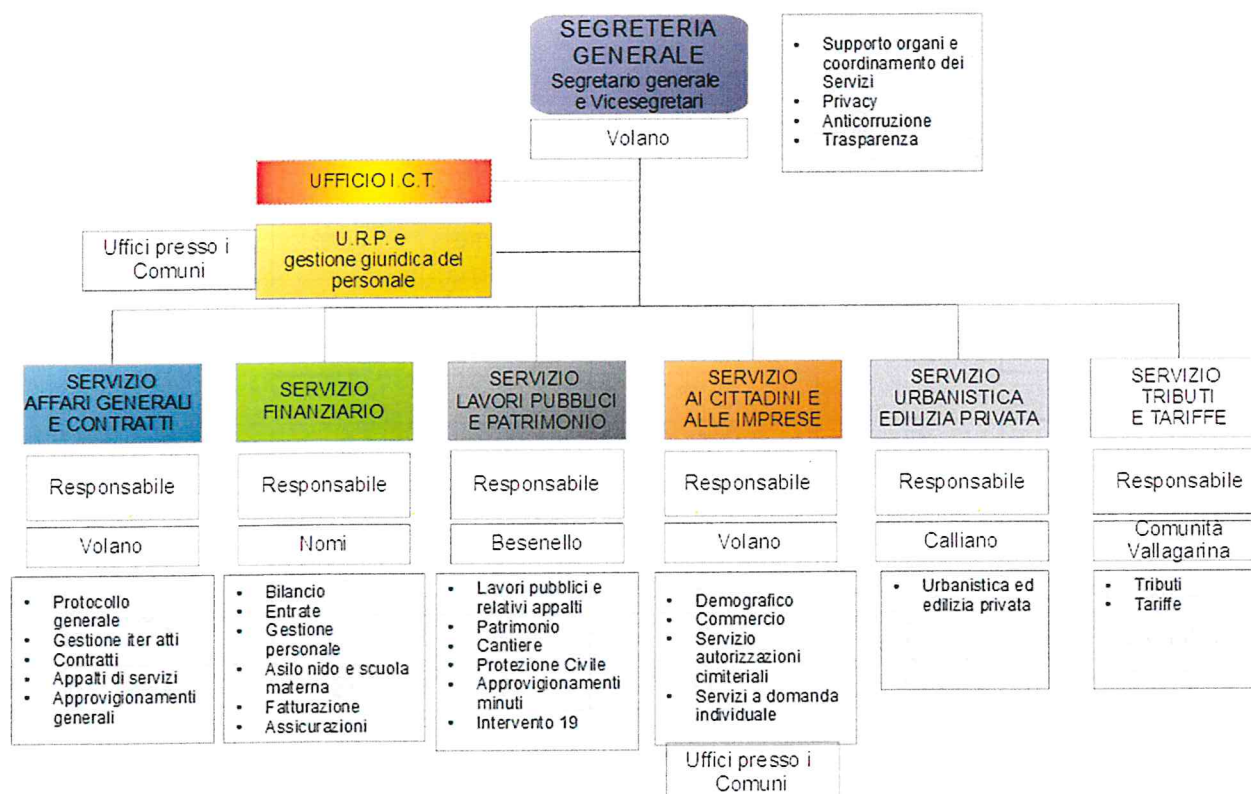 SEGRETERIA
GENERALE
Segretario generale
e Vicesegretari
Volano
• Supporto organi e
coordinamento dei
Servizi
• Privacy
• Anticorruzione
• Trasparenza
UFFICIO I.C.T.
Uffici presso i
Comuni
U.R.P. e
gestione giuridica del
personale
SERVIZIO
AFFARI GENERALI
E CONTRATTI
Responsabile
Volano
• Protocollo
generale
• Gestione iter atti
• Contratti
• Appalti di servizi
• Approvigionamenti
generali
SERVIZIO
FINANZIARIO
Responsabile
Nomi
• Bilancio
• Entrate
• Gestione
personale
• Asilo nido e scuola
materna
• Fatturazione
• Assicurazioni
SERVIZIO
LAVORI PUBBLICI
E PATRIMONIO
Responsabile
Besenello
• Lavori pubblici e
relativi appalti
• Patrimonio
• Cantiere
• Protezione Civile
• Approvigionamenti
minuti
• Intervento 19
SERVIZIO
AI CITTADINI E
ALLE IMPRESE
Responsabile
Volano
• Demografico
• Commercio
• Servizio
autorizzazioni
cimiteriali
• Servizi a domanda
individuale
Uffici presso i
Comuni
SERVIZIO
URBANISTICA
EDILIZIA PRIVATA
Responsabile
Calliano
• Urbanistica ed
edilizia privata
SERVIZIO
TRIBUTI
E TARIFFE
Responsabile
Comunità
Vallagarina
• Tributi
• Tariffe